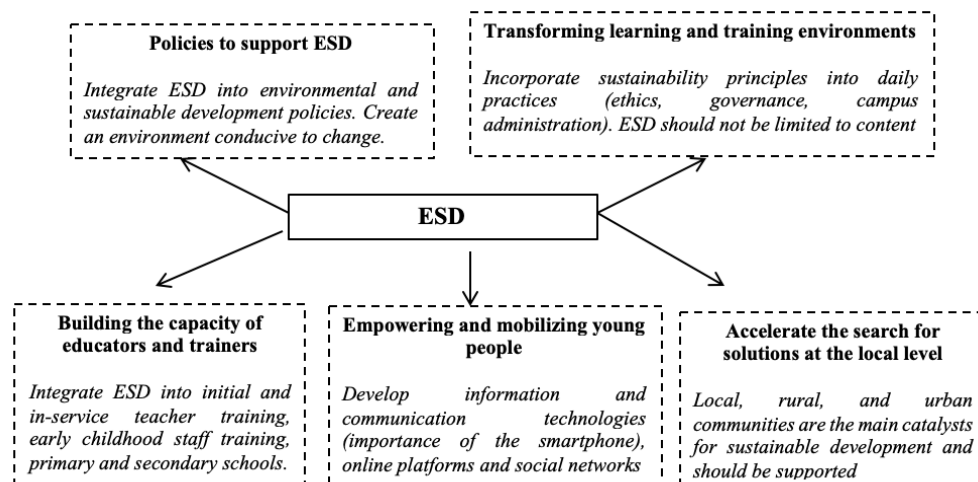 Policies to support ESD
Integrate ESD into environmental and
sustainable development policies. Create
an environment conducive to change.
Transforming learning and training environments
Incorporate sustainability principles into daily
practices (ethics, governance, campus
administration). ESD should not be limited to content
ESD
Building the capacity of
educators and trainers
Integrate ESD into initial and
in-service teacher training,
early childhood staff training,
primary and secondary schools.
Empowering and mobilizing young
people
Develop information and
communication technologies
(importance of the smartphone),
online platforms and social networks
Accelerate the search for
solutions at the local level
Local, rural, and urban
communities are the main catalysts
for sustainable development and
should be supported